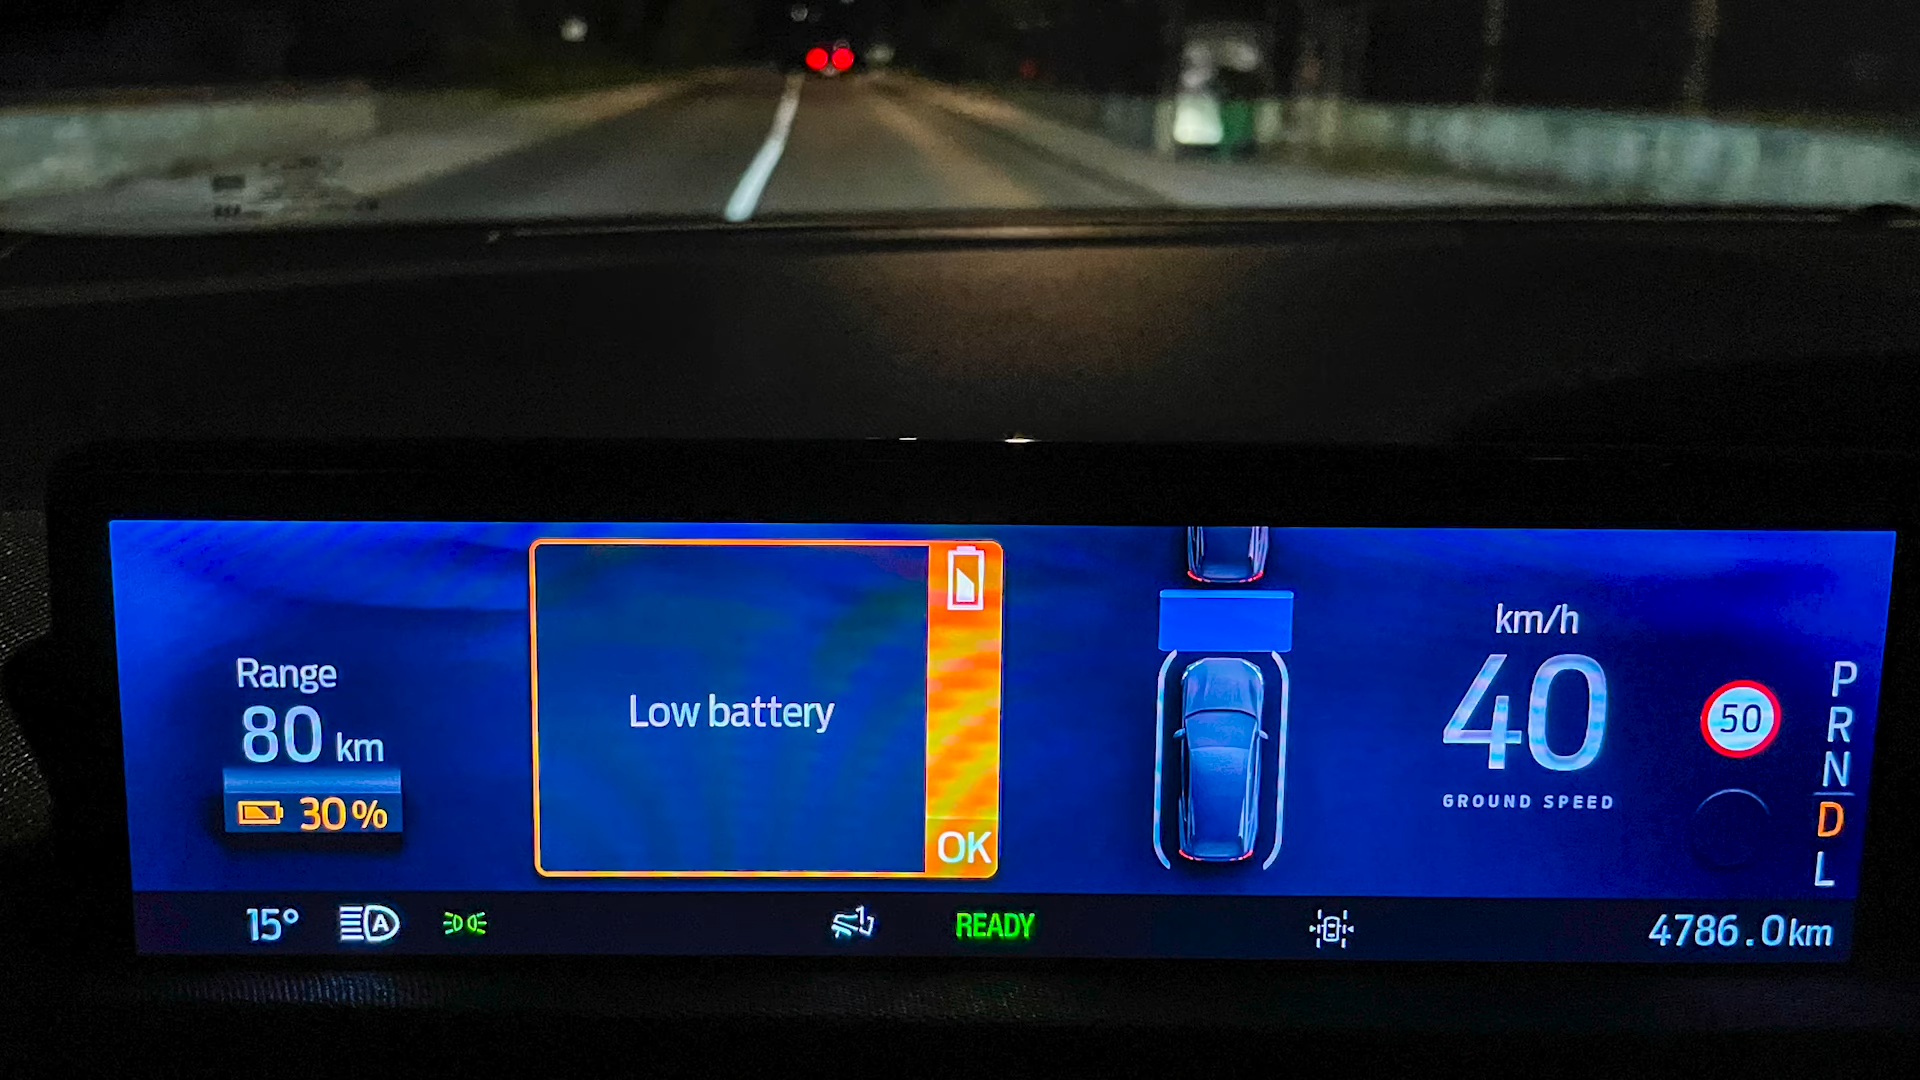 Range
80 km
30%
Low battery
OK
km/h
40
GROUND SPEED
50
P
R
N
D
L
15°
A
READY
4786.0km